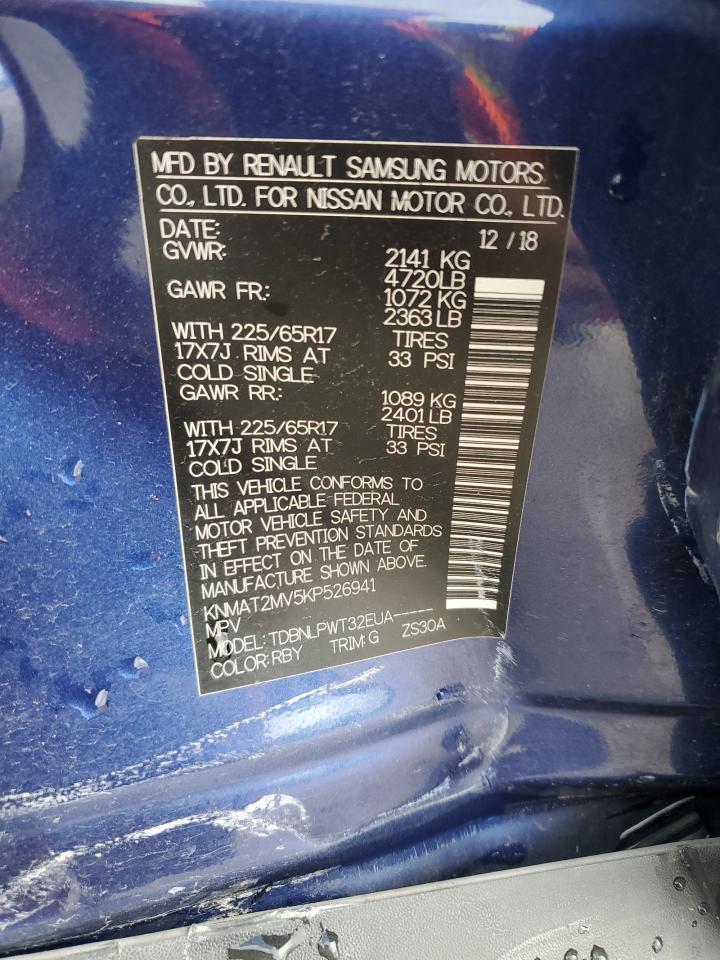 MFD BY RENAULT SAMSUNG MOTORS
CO., LTD. FOR NISSAN MOTOR CO., LTD.
DATE: 12 / 18
GVWR: 2141 KG
4720LB
GAWR FR.: 1072 KG
2363 LB
WITH 225/65R17 TIRES
17X7J RIMS AT 33 PSI
COLD SINGLE
GAWR RR.: 1089 KG
2401 LB
WITH 225/65R17 TIRES
17X7J RIMS AT 33 PSI
COLD SINGLE
THIS VEHICLE CONFORMS TO
ALL APPLICABLE FEDERAL
MOTOR VEHICLE SAFETY AND
THEFT PREVENTION STANDARDS
IN EFFECT ON THE DATE OF
MANUFACTURE SHOWN ABOVE.
KNMAT2MV5KP526941
MPV
MODEL: TDBNLPWT32EUA-----
COLOR:RBY TRIM:G ZS30A